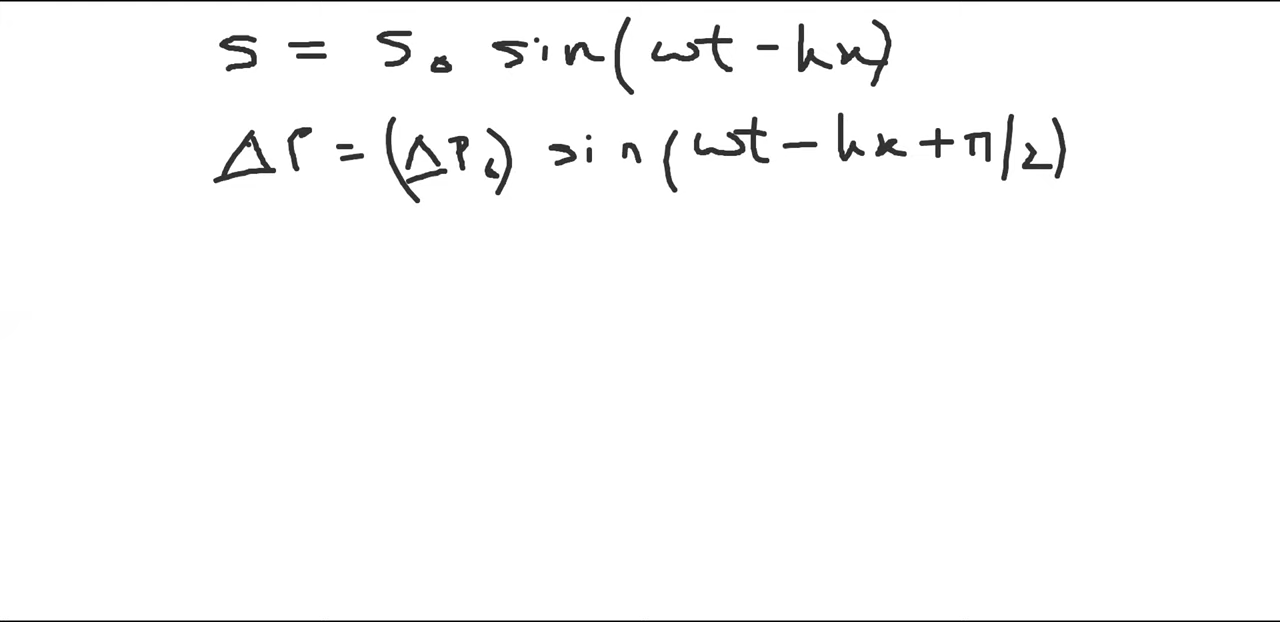 S = S₀ sin(ωt - kx)
ΔP = (ΔP₀) sin(ωt - kx + π/2)